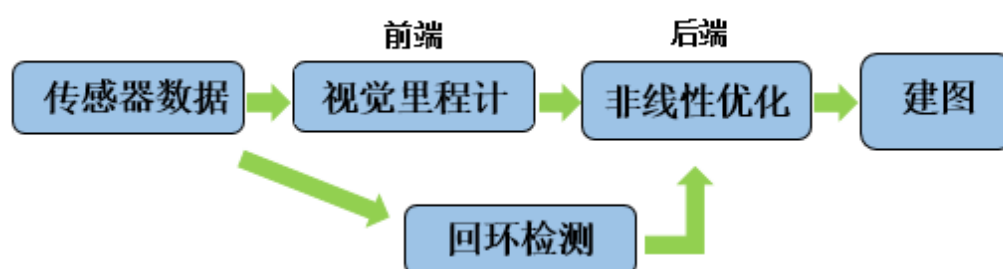 前端
后端
传感器数据
视觉里程计
非线性优化
建图
回环检测